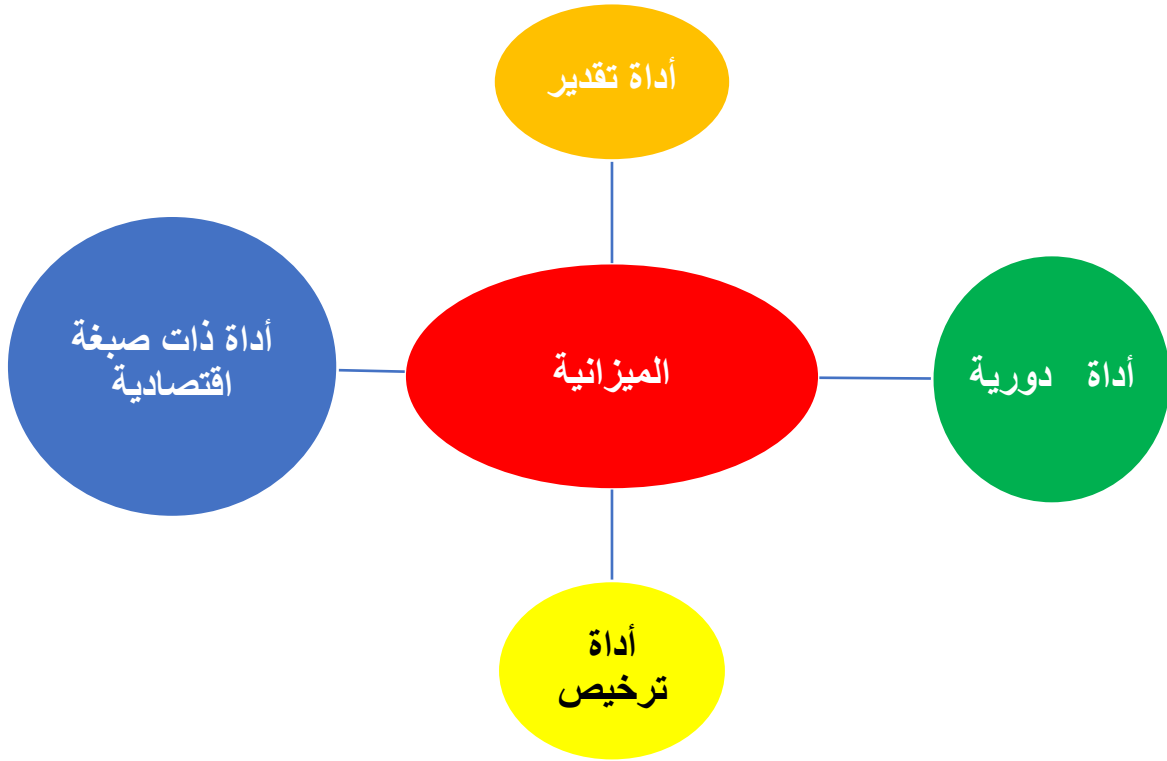 أداة تقدير
أداة ذات صبغة
اقتصادية
الميزانية
أداة دورية
أداة
ترخيص